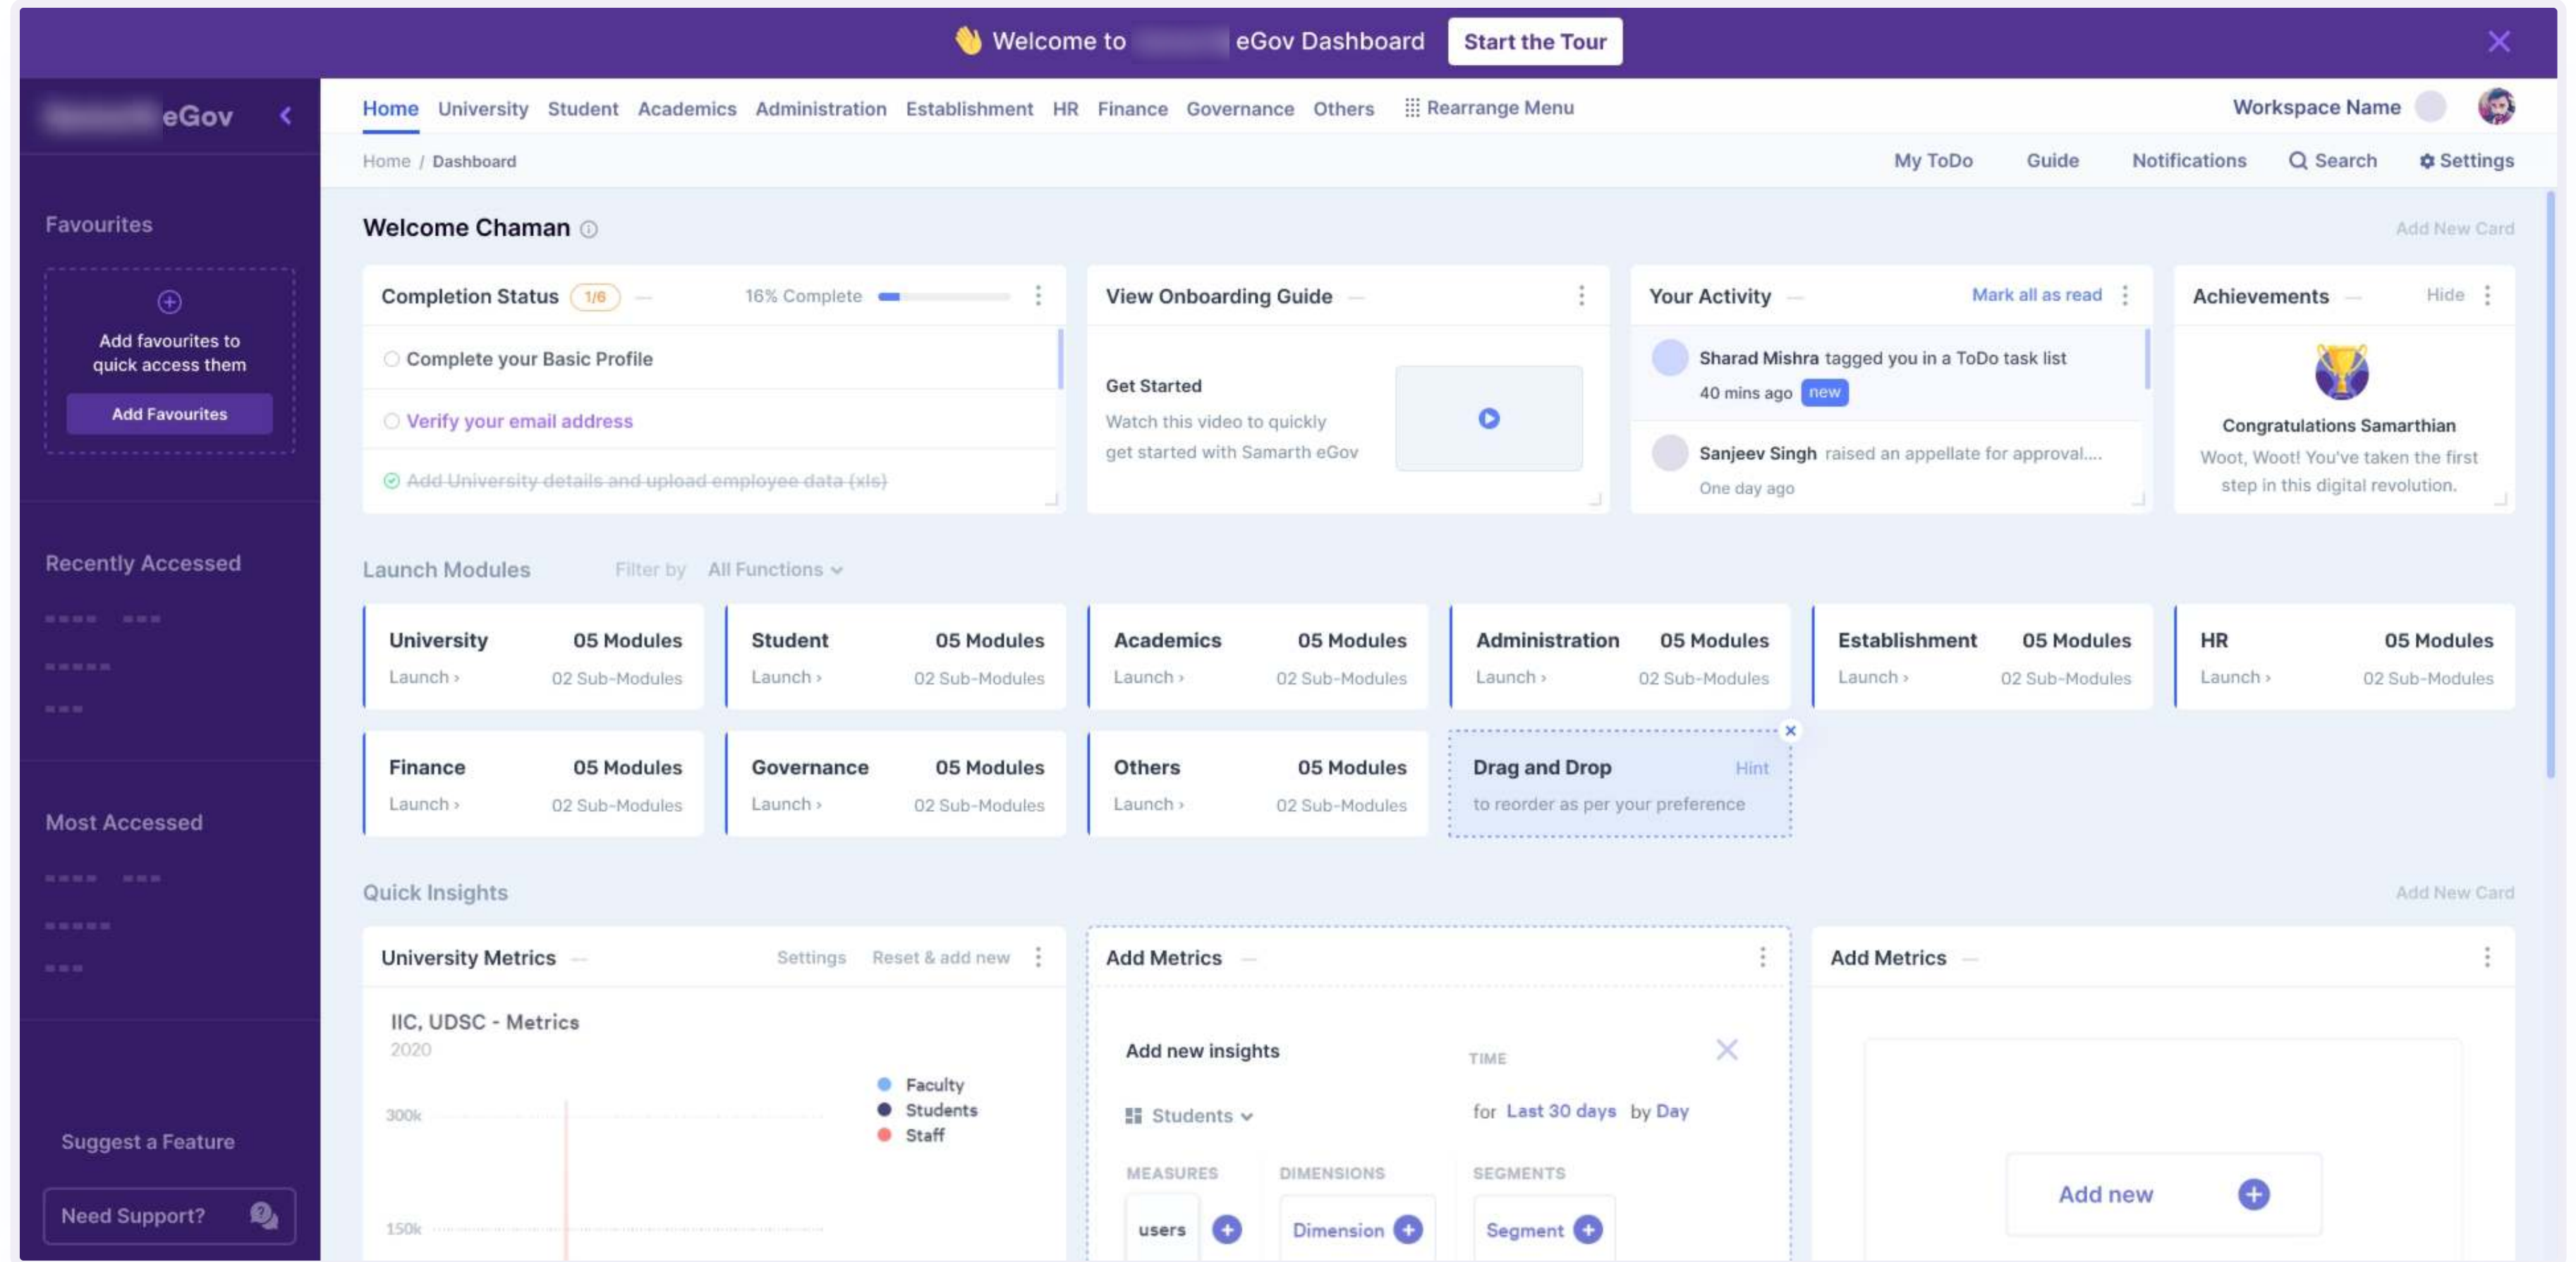 Welcome to eGov Dashboard Start the Tour
eGov
Home University Student Academics Administration Establishment HR Finance Governance Others Rearrange Menu
Workspace Name
Home / Dashboard
My ToDo Guide Notifications Search Settings
Favourites
Add favourites to
quick access them
Add Favourites
Recently Accessed
Most Accessed
Suggest a Feature
Need Support?
Welcome Chaman
Add New Card
Completion Status 1/6 16% Complete
Complete your Basic Profile
Verify your email address
Add University details and upload employee data (xls)
View Onboarding Guide
Get Started
Watch this video to quickly
get started with Samarth eGov
Your Activity Mark all as read
Sharad Mishra tagged you in a ToDo task list
40 mins ago new
Sanjeev Singh raised an appellate for approval....
One day ago
Achievements Hide
Congratulations Samarthian
Woot, Woot! You've taken the first
step in this digital revolution.
Launch Modules Filter by All Functions
University 05 Modules
Launch › 02 Sub-Modules
Student 05 Modules
Launch › 02 Sub-Modules
Academics 05 Modules
Launch › 02 Sub-Modules
Administration 05 Modules
Launch › 02 Sub-Modules
Establishment 05 Modules
Launch › 02 Sub-Modules
HR 05 Modules
Launch › 02 Sub-Modules
Finance 05 Modules
Launch › 02 Sub-Modules
Governance 05 Modules
Launch › 02 Sub-Modules
Others 05 Modules
Launch › 02 Sub-Modules
Drag and Drop Hint
to reorder as per your preference
Quick Insights
Add New Card
University Metrics Settings Reset & add new
IIC, UDSC - Metrics
2020
Faculty
Students
Staff
300k
150k
Add Metrics
Add new insights
Students
TIME
for Last 30 days by Day
MEASURES DIMENSIONS SEGMENTS
users Dimension Segment
Add Metrics
Add new